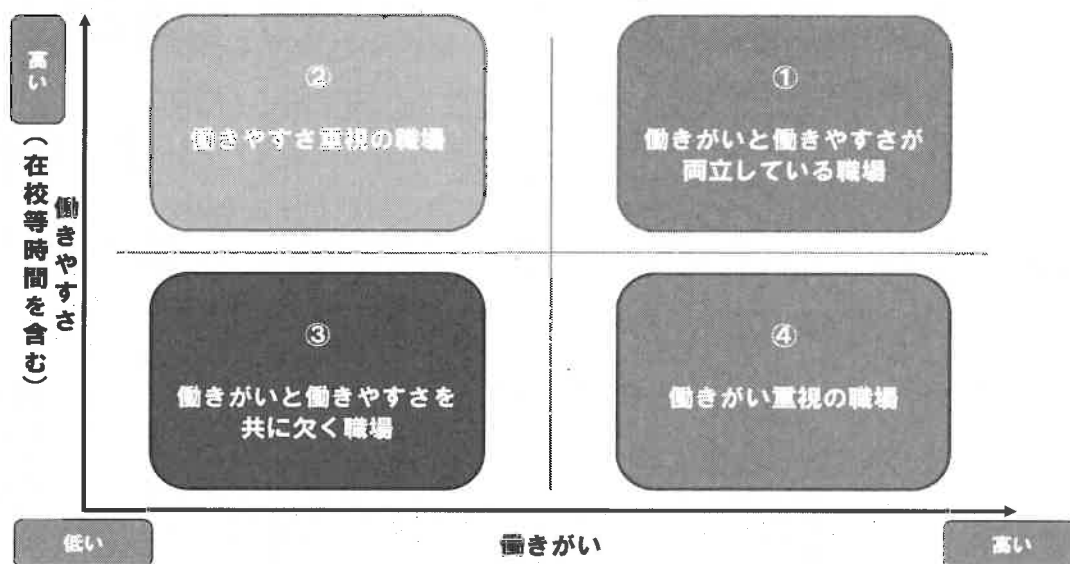 高い
（在校等時間を含む）
働きやすさ
②
働きやすさ重視の職場
①
働きがいと働きやすさが
両立している職場
③
働きがいと働きやすさを
共に欠く職場
④
働きがい重視の職場
低い
働きがい
高い